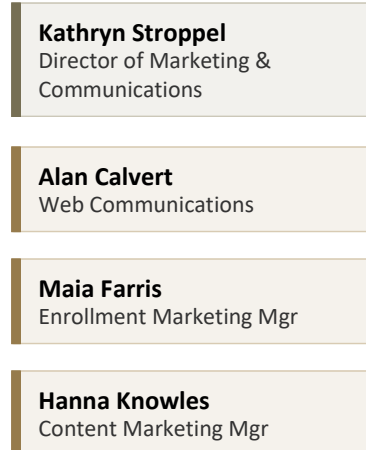 Kathryn Stroppel
Director of Marketing &
Communications
Alan Calvert
Web Communications
Maia Farris
Enrollment Marketing Mgr
Hanna Knowles
Content Marketing Mgr